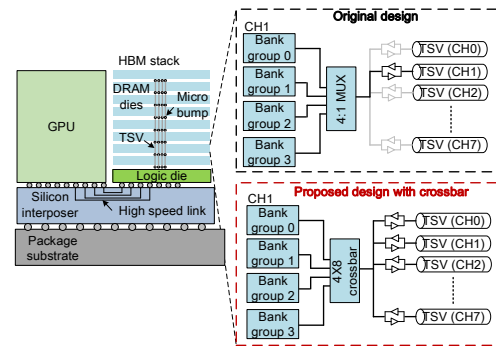 Original design
CH1
Bank
group 0
Bank
group 1
Bank
group 2
Bank
group 3
4:1 MUX
TSV (CH0)
TSV (CH1)
TSV (CH2)
TSV (CH7)
HBM stack
DRAM
dies
Micro
bump
TSV
GPU
Logic die
Silicon
interposer
High speed link
Package
substrate
Proposed design with crossbar
CH1
Bank
group 0
Bank
group 1
Bank
group 2
Bank
group 3
4X8
crossbar
TSV (CH0)
TSV (CH1)
TSV (CH2)
TSV (CH7)